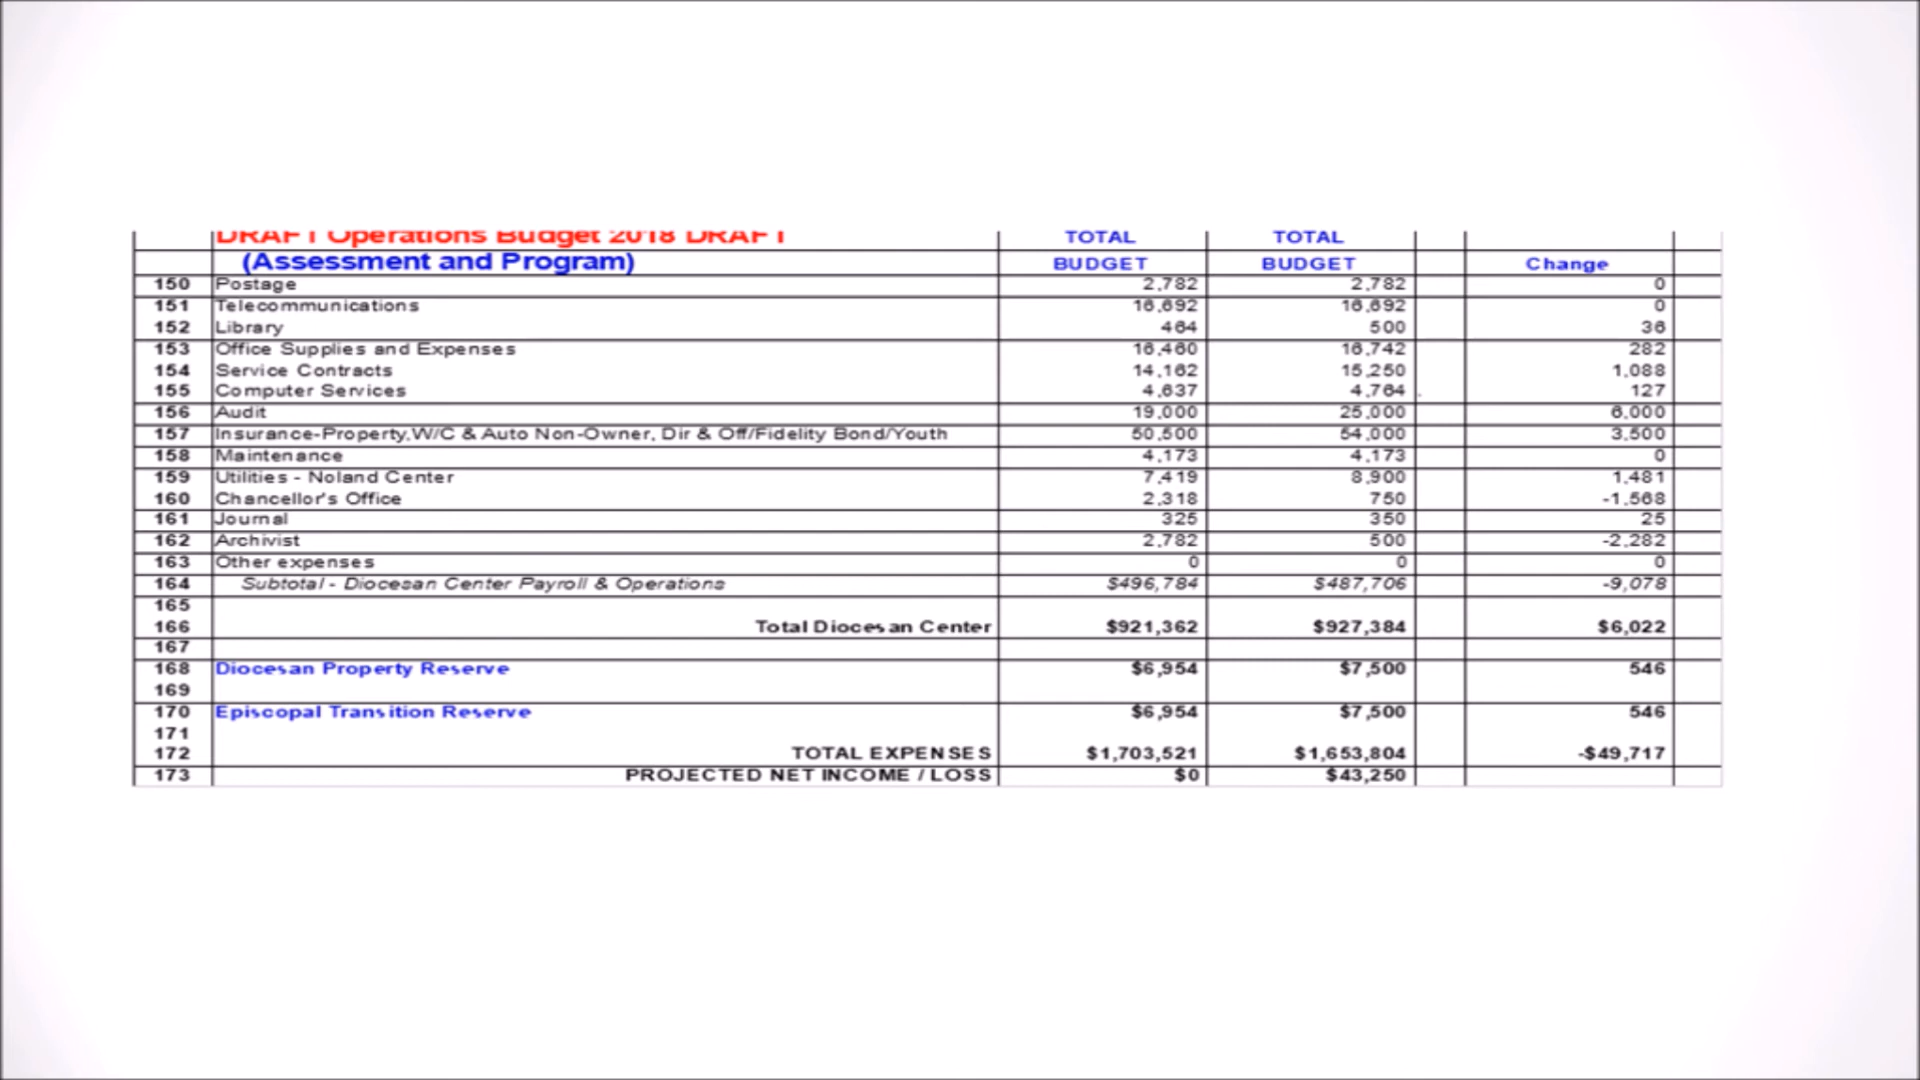 DRAFT Operations Budget 2018 DRAFT TOTAL TOTAL
(Assessment and Program) BUDGET BUDGET Change
150 Postage 2,782 2,782 0
151 Telecommunications 16,692 16,692 0
152 Library 464 500 36
153 Office Supplies and Expenses 16,460 16,742 282
154 Service Contracts 14,162 15,250 1,088
155 Computer Services 4,637 4,764 127
156 Audit 19,000 25,000 6,000
157 Insurance-Property,W/C & Auto Non-Owner, Dir & Off/Fidelity Bond/Youth 50,500 54,000 3,500
158 Maintenance 4,173 4,173 0
159 Utilities - Noland Center 7,419 8,900 1,481
160 Chancellor's Office 2,318 750 -1,568
161 Journal 325 350 25
162 Archivist 2,782 500 -2,282
163 Other expenses 0 0 0
164 Subtotal - Diocesan Center Payroll & Operations $496,784 $487,706 -9,078
165
166 Total Diocesan Center $921,362 $927,384 $6,022
167
168 Diocesan Property Reserve $6,954 $7,500 546
169
170 Episcopal Transition Reserve $6,954 $7,500 546
171
172 TOTAL EXPENSES $1,703,521 $1,653,804 -$49,717
173 PROJECTED NET INCOME / LOSS $0 $43,250